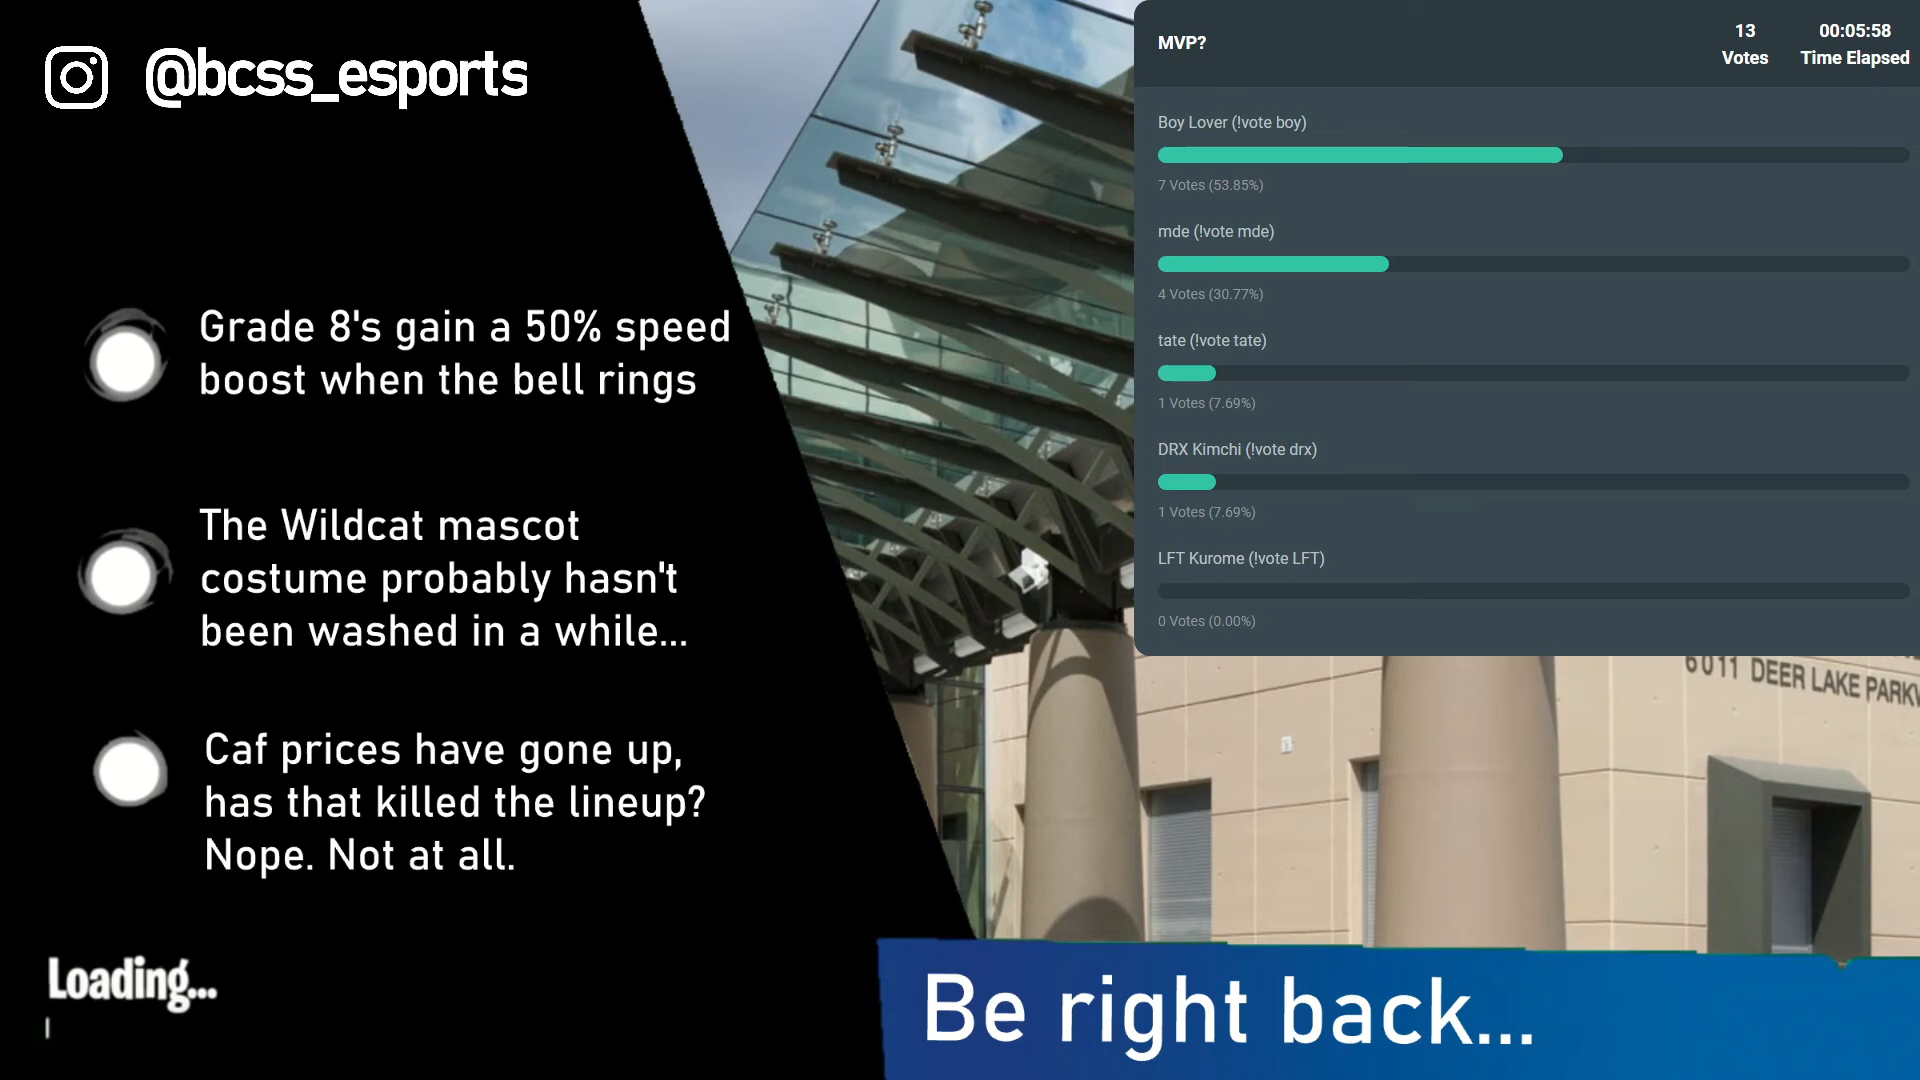 @bcss_esports
Grade 8's gain a 50% speed
boost when the bell rings
The Wildcat mascot
costume probably hasn't
been washed in a while...
Caf prices have gone up,
has that killed the lineup?
Nope. Not at all.
Loading...
MVP?
13
Votes
00:05:58
Time Elapsed
Boy Lover (!vote boy)
7 Votes (53.85%)
mde (!vote mde)
4 Votes (30.77%)
tate (!vote tate)
1 Votes (7.69%)
DRX Kimchi (!vote drx)
1 Votes (7.69%)
LFT Kurome (!vote LFT)
0 Votes (0.00%)
6011 DEER LAKE PARKW
Be right back...